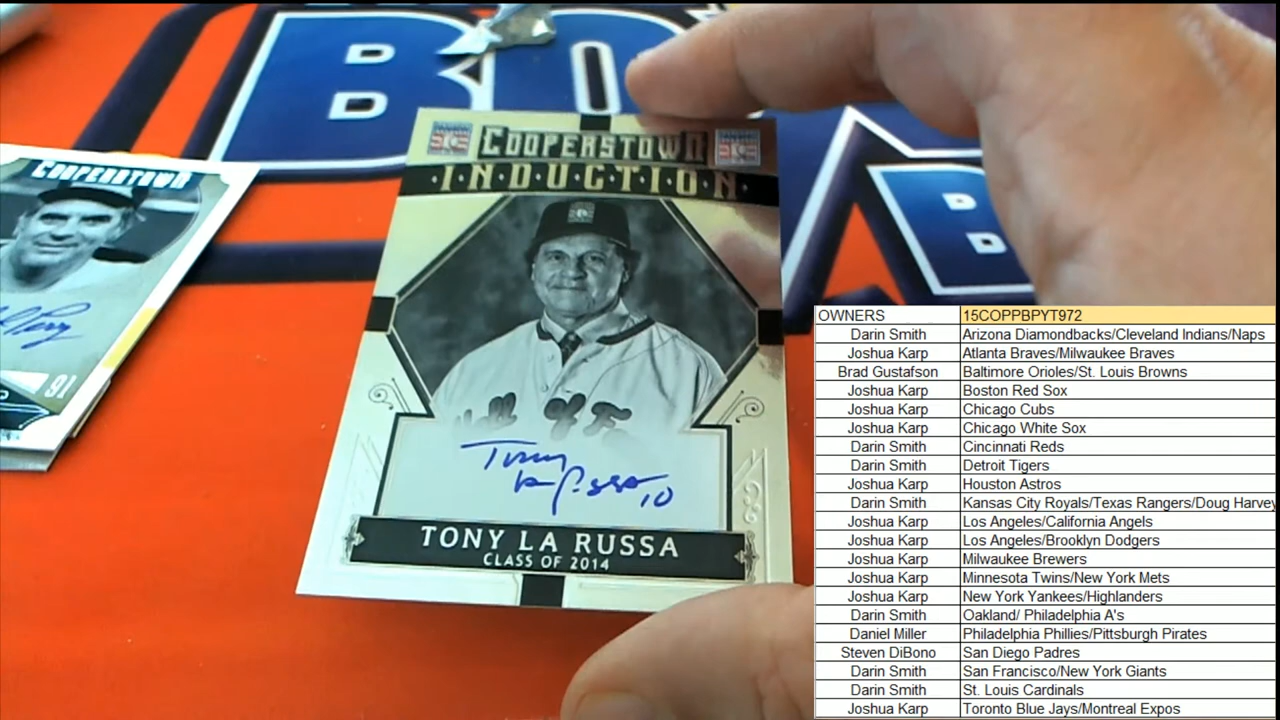 COOPERSTOWN
INDUCTION
Tony La Russa 10
TONY LA RUSSA
CLASS OF 2014
COOPERSTOWN
Perry
91
OWNERS 15COPPBPYT972
Darin Smith Arizona Diamondbacks/Cleveland Indians/Naps
Joshua Karp Atlanta Braves/Milwaukee Braves
Brad Gustafson Baltimore Orioles/St. Louis Browns
Joshua Karp Boston Red Sox
Joshua Karp Chicago Cubs
Joshua Karp Chicago White Sox
Darin Smith Cincinnati Reds
Darin Smith Detroit Tigers
Joshua Karp Houston Astros
Darin Smith Kansas City Royals/Texas Rangers/Doug Harvey
Joshua Karp Los Angeles/California Angels
Joshua Karp Los Angeles/Brooklyn Dodgers
Joshua Karp Milwaukee Brewers
Joshua Karp Minnesota Twins/New York Mets
Joshua Karp New York Yankees/Highlanders
Darin Smith Oakland/ Philadelphia A's
Daniel Miller Philadelphia Phillies/Pittsburgh Pirates
Steven DiBono San Diego Padres
Darin Smith San Francisco/New York Giants
Darin Smith St. Louis Cardinals
Joshua Karp Toronto Blue Jays/Montreal Expos